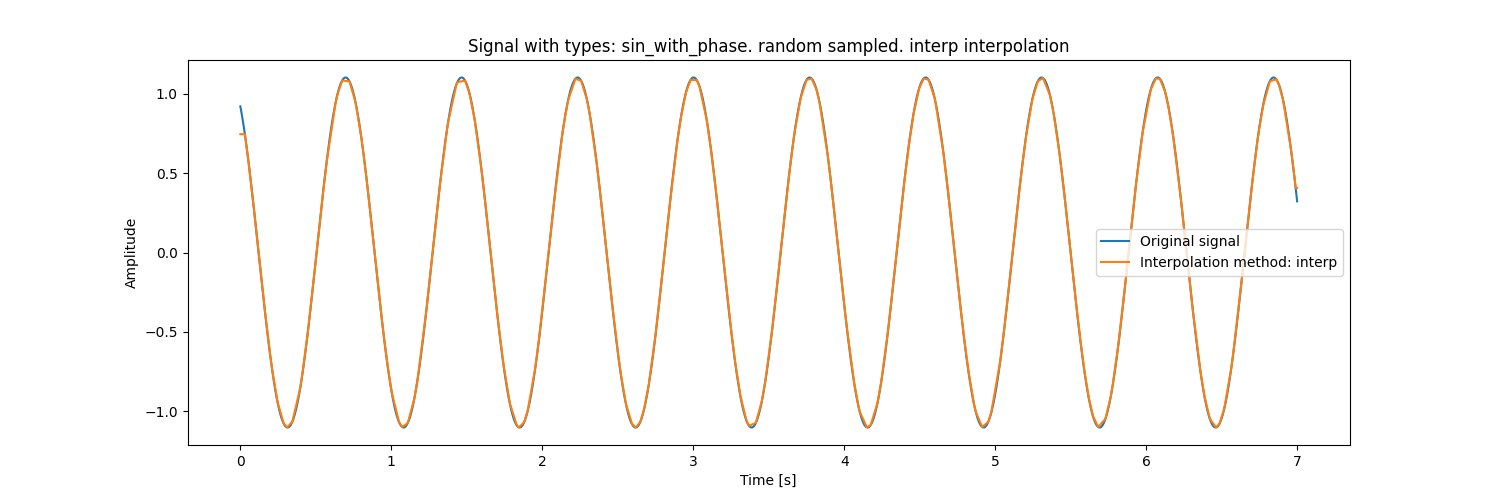 Signal with types: sin_with_phase. random sampled. interp interpolation
1.0
0.5
0.0
−0.5
−1.0
Amplitude
Original signal
Interpolation method: interp
0 1 2 3 4 5 6 7
Time [s]